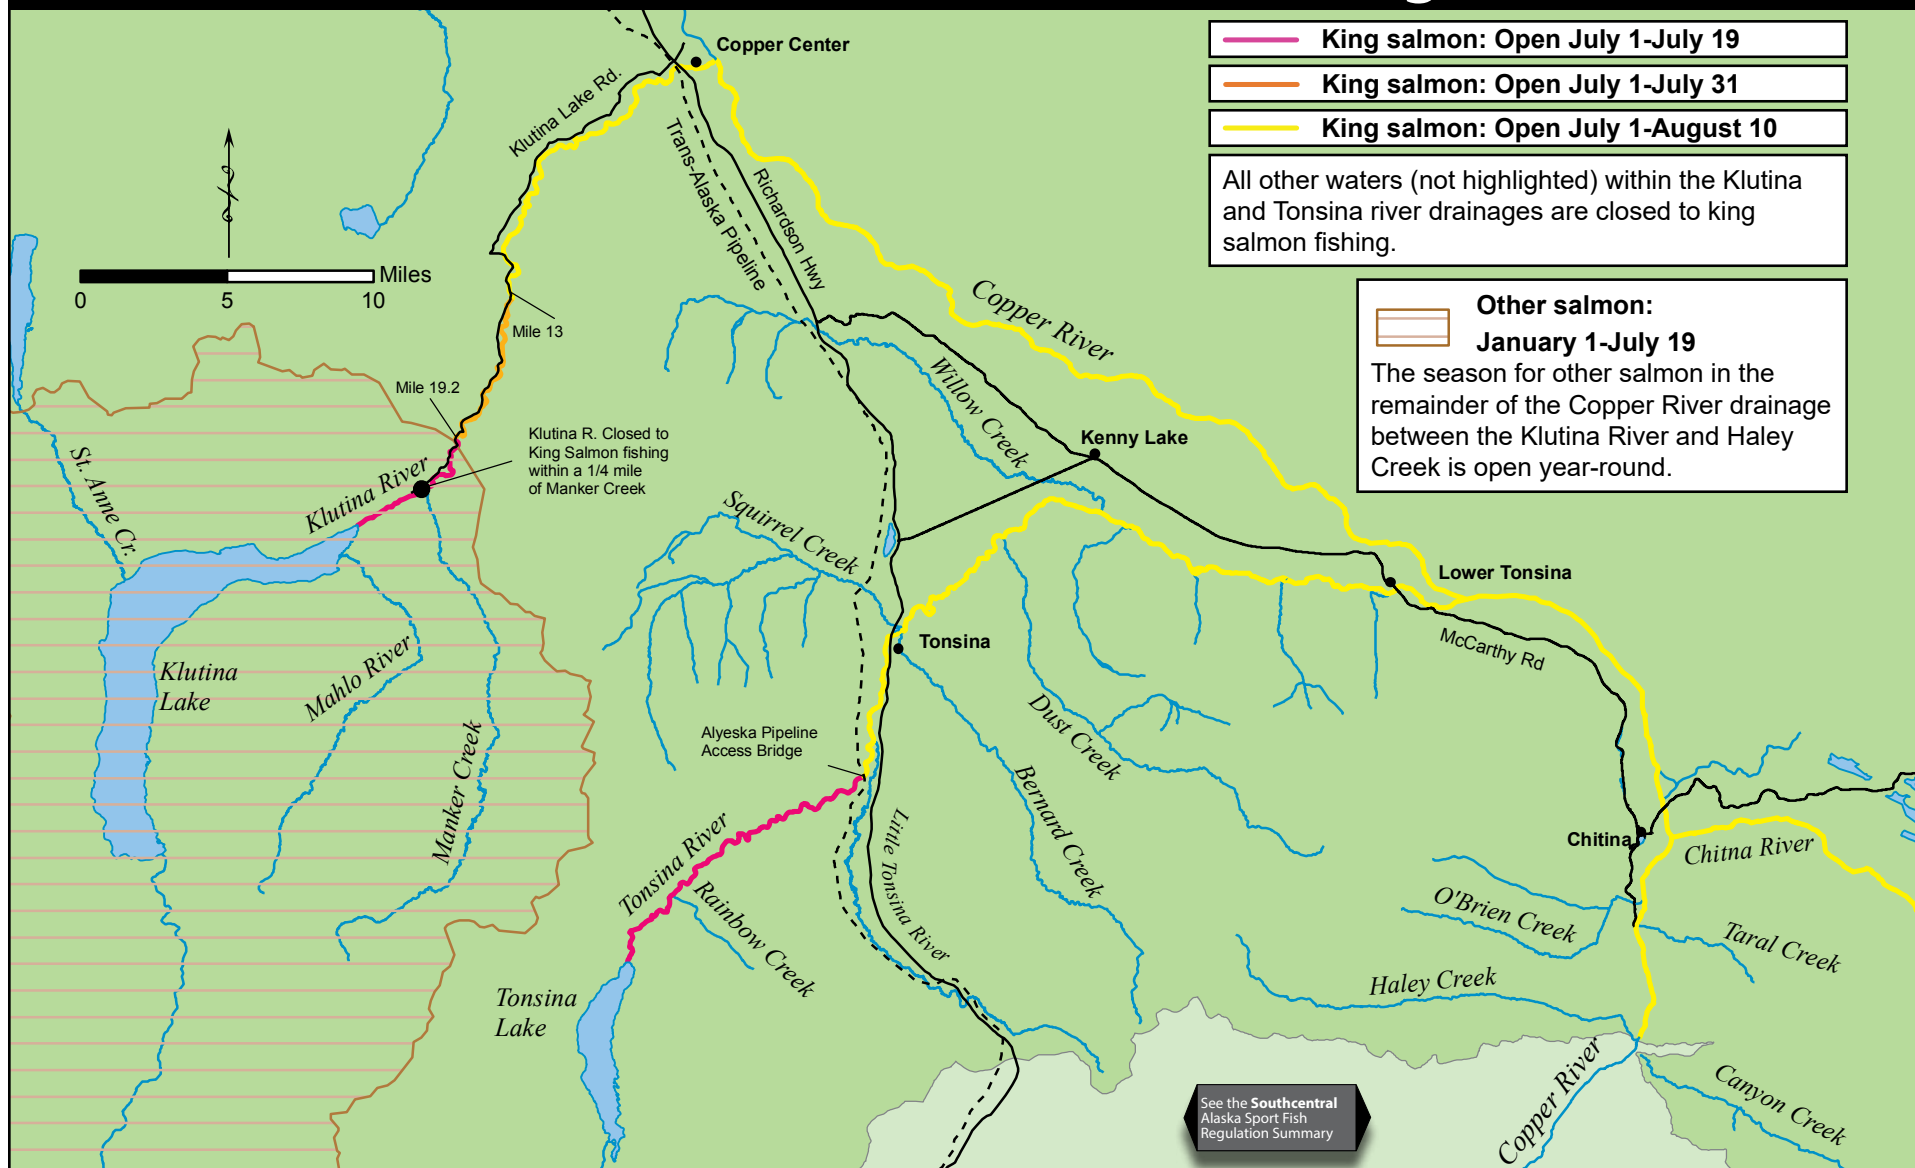 King salmon: Open July 1-July 19
King salmon: Open July 1-July 31
King salmon: Open July 1-August 10
All other waters (not highlighted) within the Klutina
and Tonsina river drainages are closed to king
salmon fishing.
Other salmon:
January 1-July 19
The season for other salmon in the
remainder of the Copper River drainage
between the Klutina River and Haley
Creek is open year-round.
Copper Center
Klutina Lake Rd.
Trans-Alaska Pipeline
Richardson Hwy
Miles
0 5 10
Mile 13
Copper River
Mile 19.2
Willow Creek
Kenny Lake
Klutina R. Closed to
King Salmon fishing
within a 1/4 mile
of Manker Creek
St. Anne Cr.
Klutina River
Squirrel Creek
Lower Tonsina
McCarthy Rd
Tonsina
Klutina
Lake
Mahlo River
Manker Creek
Alyeska Pipeline
Access Bridge
Dust Creek
Bernard Creek
Little Tonsina River
Tonsina River
Rainbow Creek
Chitina
Chitna River
O'Brien Creek
Taral Creek
Haley Creek
Tonsina
Lake
Copper River
Canyon Creek
See the Southcentral
Alaska Sport Fish
Regulation Summary